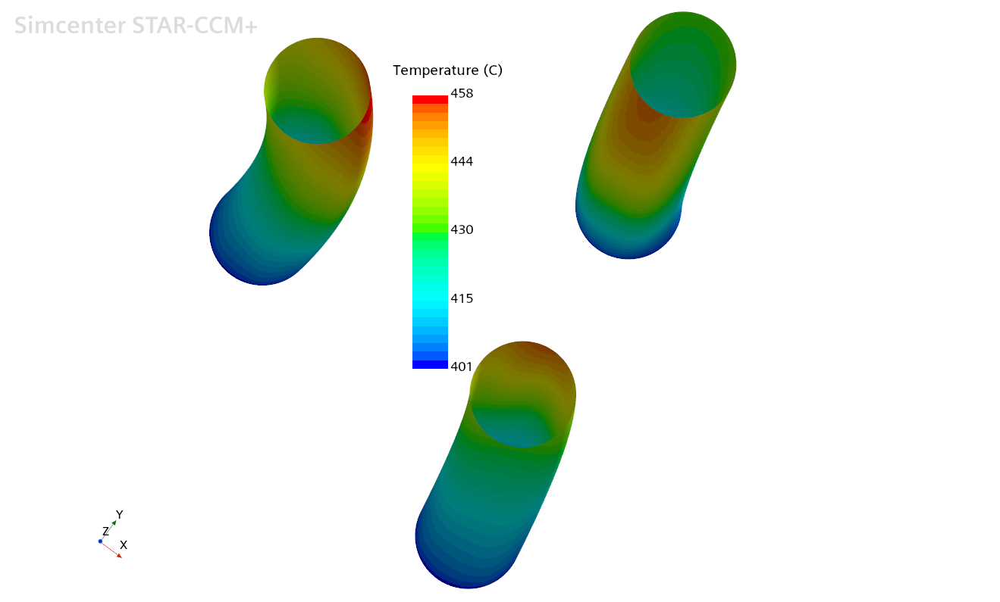 Simcenter STAR-CCM+
Temperature (C)
458
444
430
415
401
Y
Z
X